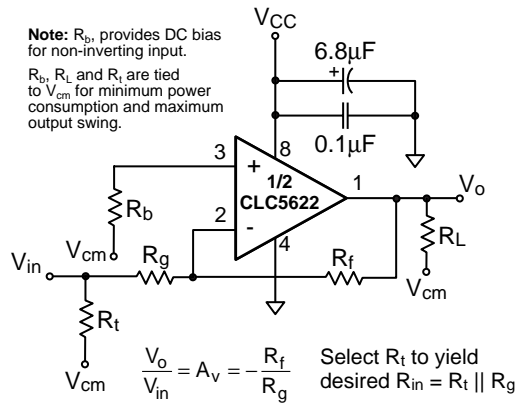 Note: Rb, provides DC bias
for non-inverting input.
Rb, RL and Rt are tied
to Vcm for minimum power
consumption and maximum
output swing.
VCC
6.8µF
+
0.1µF
3
+
8
1/2
CLC5622
1
Vo
2
-
4
Rb
Vcm
Rg
Rf
RL
Vcm
Vin
Rt
Vcm
Vo/Vin = Av = -Rf/Rg
Select Rt to yield
desired Rin = Rt || Rg